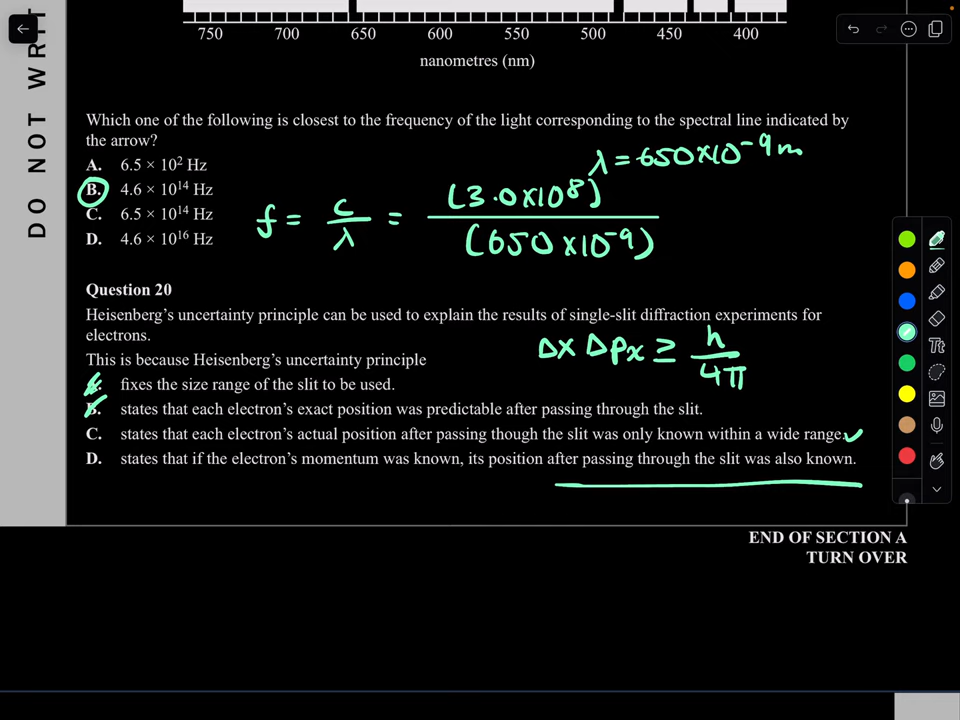 DO NOT WRIT
750 700 650 600 550 500 450 400
nanometres (nm)
Which one of the following is closest to the frequency of the light corresponding to the spectral line indicated by
the arrow?
λ = 650×10⁻⁹ m
A. 6.5 × 10² Hz
B. 4.6 × 10¹⁴ Hz
C. 6.5 × 10¹⁴ Hz
D. 4.6 × 10¹⁶ Hz
f = c/λ = (3.0×10⁸)/(650×10⁻⁹)
Question 20
Heisenberg's uncertainty principle can be used to explain the results of single-slit diffraction experiments for
electrons.
Δx Δpx ≥ h/4π
This is because Heisenberg's uncertainty principle
A. fixes the size range of the slit to be used.
B. states that each electron's exact position was predictable after passing through the slit.
C. states that each electron's actual position after passing though the slit was only known within a wide range.
D. states that if the electron's momentum was known, its position after passing through the slit was also known.
END OF SECTION A
TURN OVER
Tt